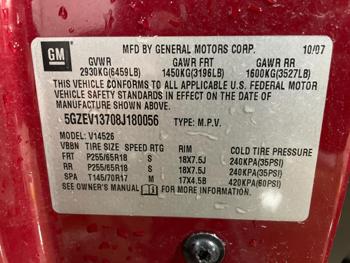 GM MFD BY GENERAL MOTORS CORP. 10/07
GVWR GAWR FRT GAWR RR
2930KG(6459LB) 1450KG(3196LB) 1600KG(3527LB)
THIS VEHICLE CONFORMS TO ALL APPLICABLE U.S. FEDERAL MOTOR
VEHICLE SAFETY STANDARDS IN EFFECT ON THE DATE OF
MANUFACTURE SHOWN ABOVE.
5GZEV13708J180056 TYPE: M.P.V.
MODEL: V14526
VBBN TIRE SIZE SPEED RTG RIM COLD TIRE PRESSURE
FRT P255/65R18 S 18X7.5J 240KPA(35PSI)
RR P255/65R18 S 18X7.5J 240KPA(35PSI)
SPA T145/70R17 M 17X4.5B 420KPA(60PSI)
SEE OWNER'S MANUAL FOR MORE INFORMATION.